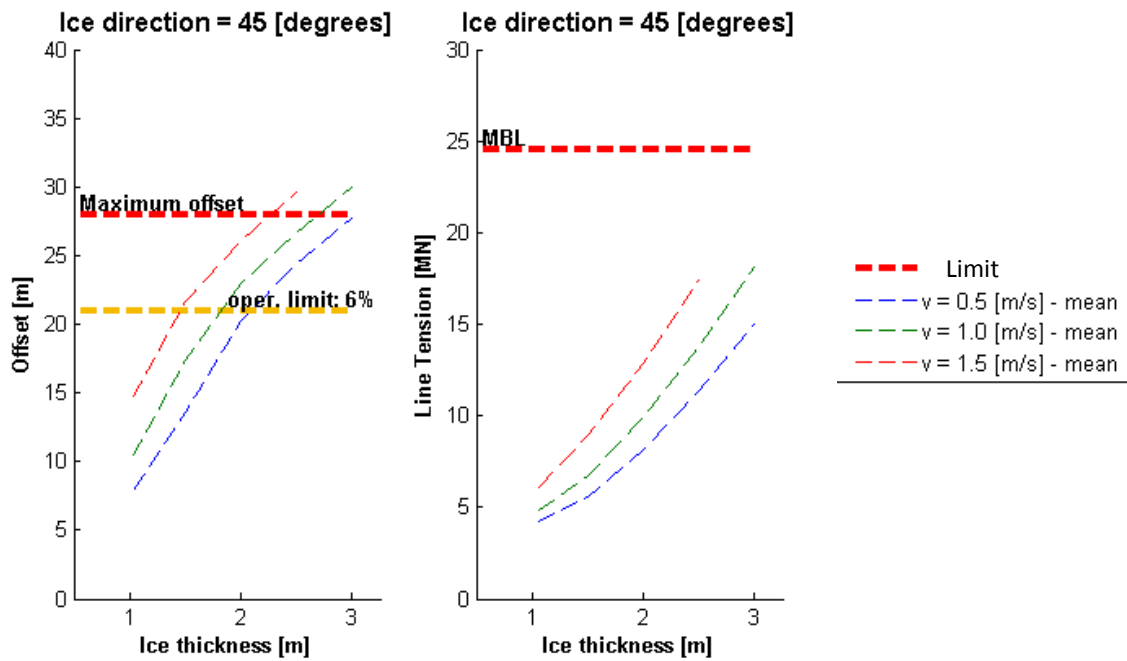 Ice direction = 45 [degrees]
40
35
30
25
20
15
10
5
0
Maximum offset
oper. limit: 6%
Offset [m]
1 2 3
Ice thickness [m]
Ice direction = 45 [degrees]
30
25
20
15
10
5
0
MBL
Line Tension [MN]
1 2 3
Ice thickness [m]
Limit
v = 0.5 [m/s] - mean
v = 1.0 [m/s] - mean
v = 1.5 [m/s] - mean